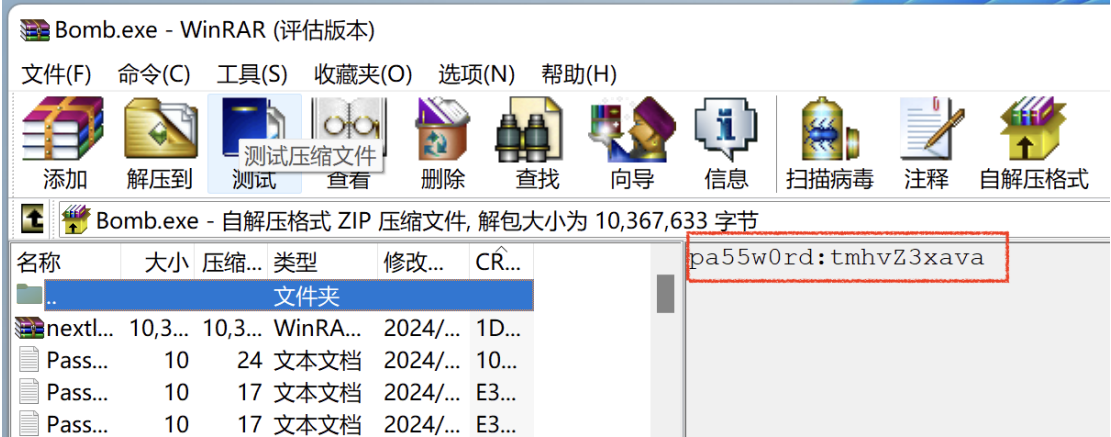 Bomb.exe - WinRAR (评估版本)
文件(F) 命令(C) 工具(S) 收藏夹(O) 选项(N) 帮助(H)
测试压缩文件
添加 解压到 测试 查看 删除 查找 向导 信息 扫描病毒 注释 自解压格式
Bomb.exe - 自解压格式 ZIP 压缩文件, 解包大小为 10,367,633 字节
名称 大小 压缩... 类型 修改... CR... pa55w0rd:tmhvZ3xava
.. 文件夹
nextl... 10,3... 10,3... WinRA... 2024/... 1D...
Pass... 10 24 文本文档 2024/... 10...
Pass... 10 17 文本文档 2024/... E3...
Pass... 10 17 文本文档 2024/... E3...